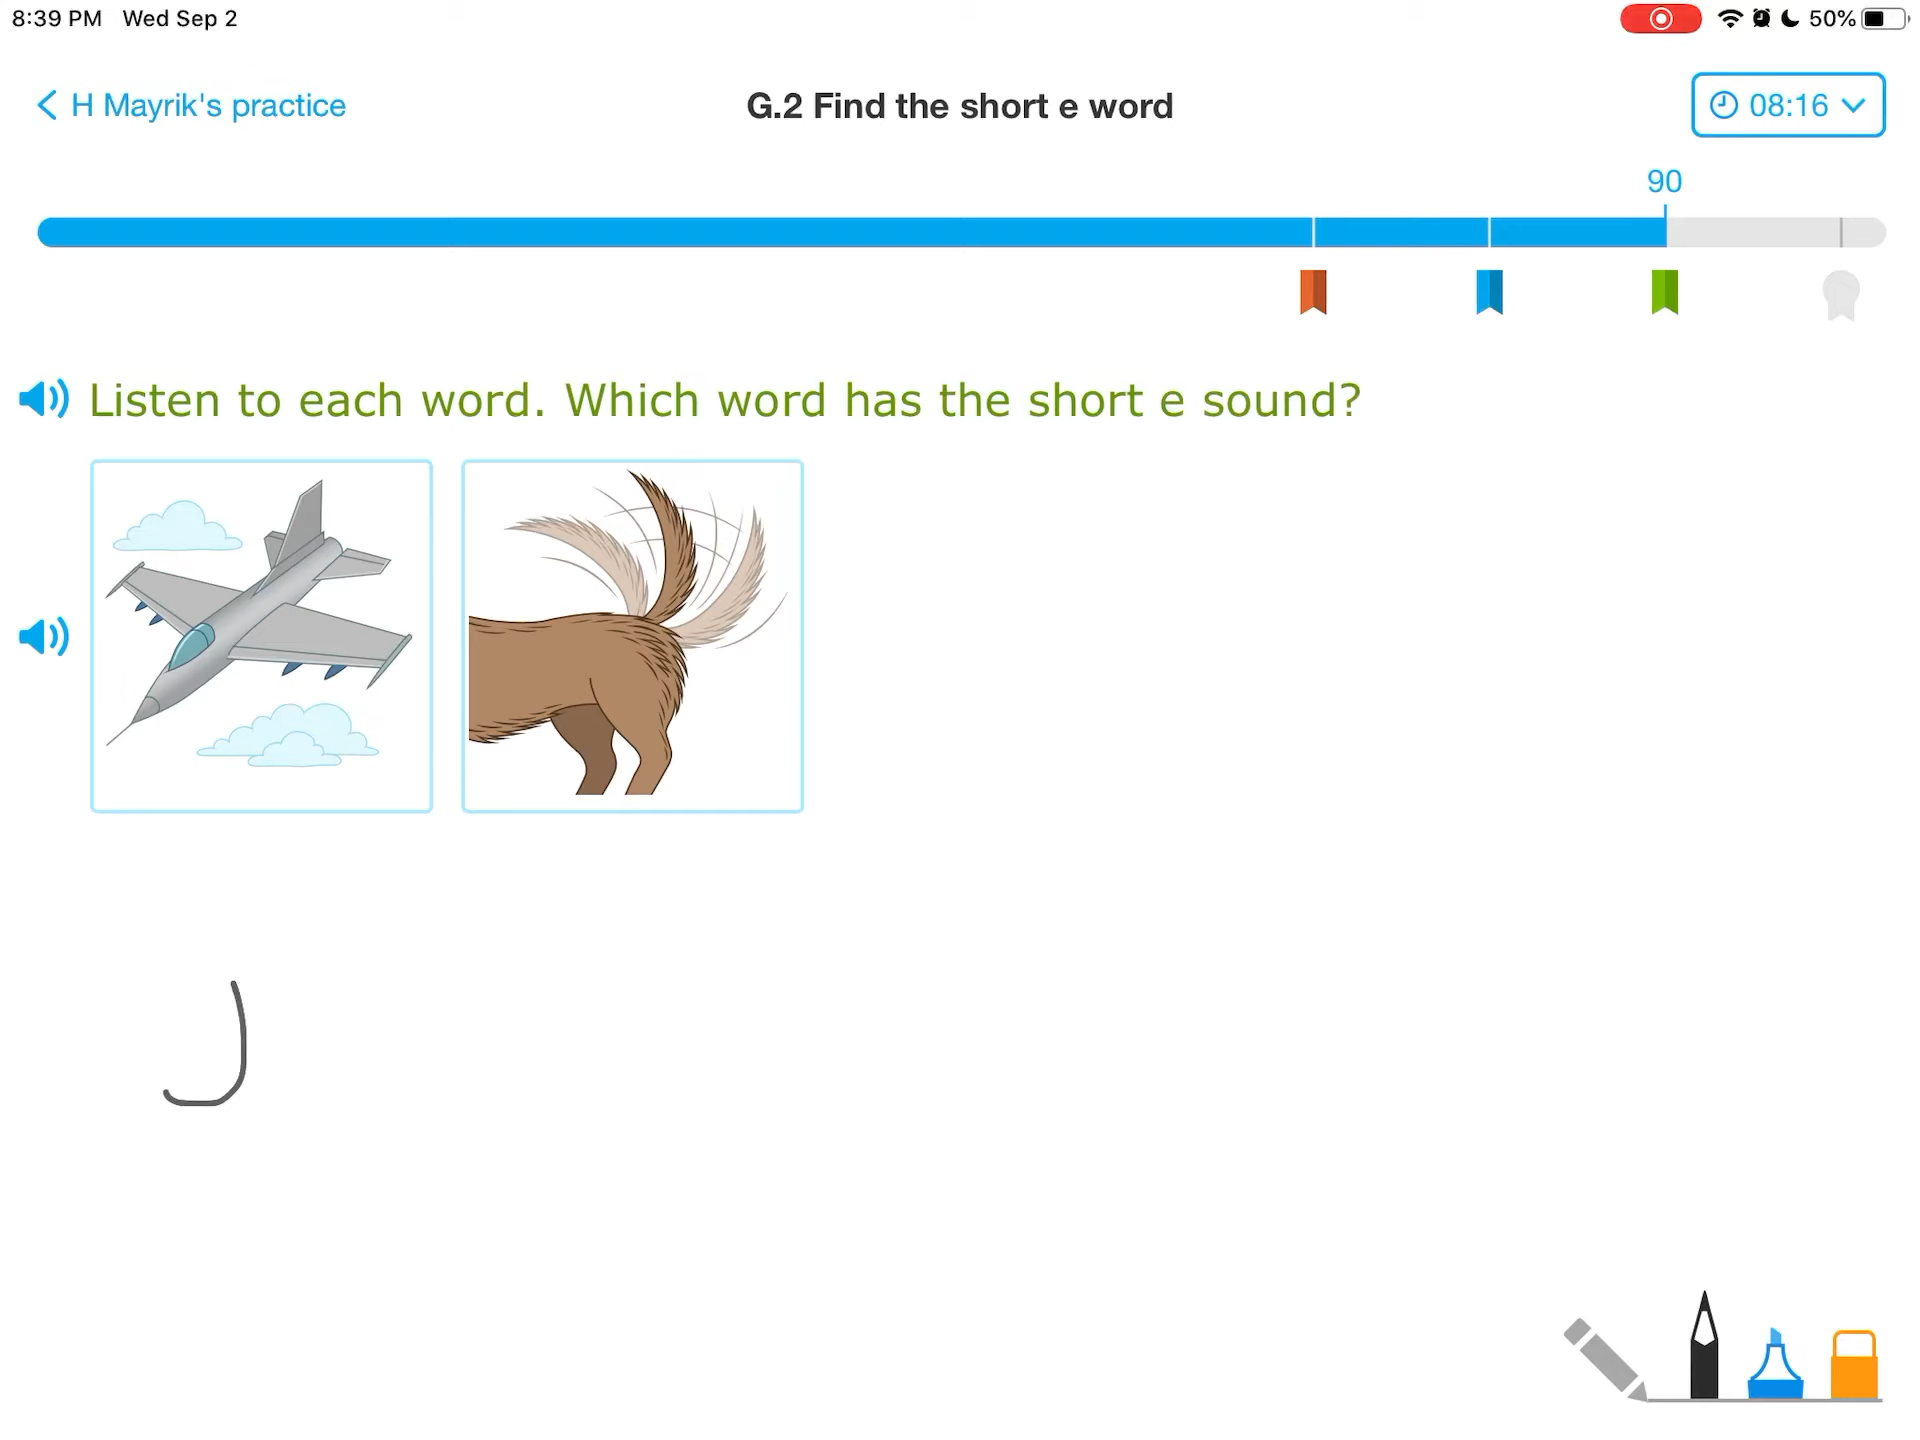 8:39 PM Wed Sep 2 50%
H Mayrik's practice G.2 Find the short e word 08:16
90
Listen to each word. Which word has the short e sound?
J